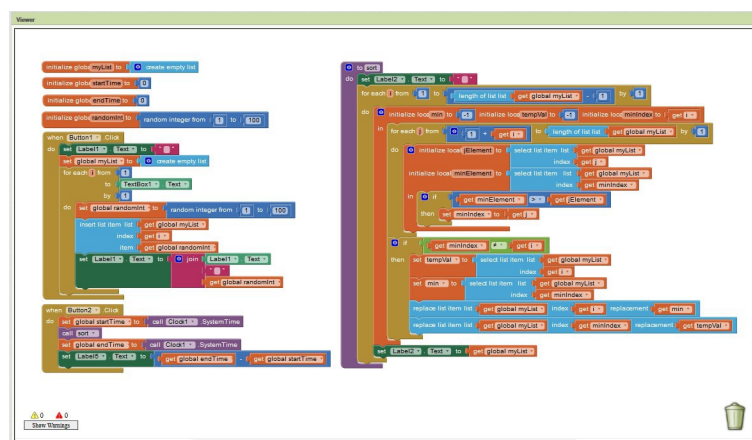 Viewer
initialize global myList to create empty list
initialize global startTime to 0
initialize global endTime to 0
initialize global randomInt to random integer from 1 to 100
when Button1 .Click
do set Label1 . Text to " "
set global myList to create empty list
for each i from 1
to TextBox1 . Text
by 1
do set global randomInt to random integer from 1 to 100
insert list item list get global myList
index get i
item get global randomInt
set Label1 . Text to join Label1 . Text
" "
get global randomInt
when Button2 .Click
do set global startTime to call Clock1 .SystemTime
call sort
set global endTime to call Clock1 .SystemTime
set Label5 . Text to get global endTime - get global startTime
0 0
Show Warnings
to sort
do set Label2 . Text to " "
for each i from 1 to length of list list get global myList - 1 by 1
do initialize local min to -1 initialize local tempVal to -1 initialize local minIndex to get i
in for each j from 1 + get i to length of list list get global myList by 1
do initialize local jElement to select list item list get global myList
index get j
initialize local minElement to select list item list get global myList
index get minIndex
in if get minElement > get jElement
then set minIndex to get j
if get minIndex ≠ get i
then set tempVal to select list item list get global myList
index get i
set min to select list item list get global myList
index get minIndex
replace list item list get global myList index get i replacement get min
replace list item list get global myList index get minIndex replacement get tempVal
set Label2 . Text to get global myList